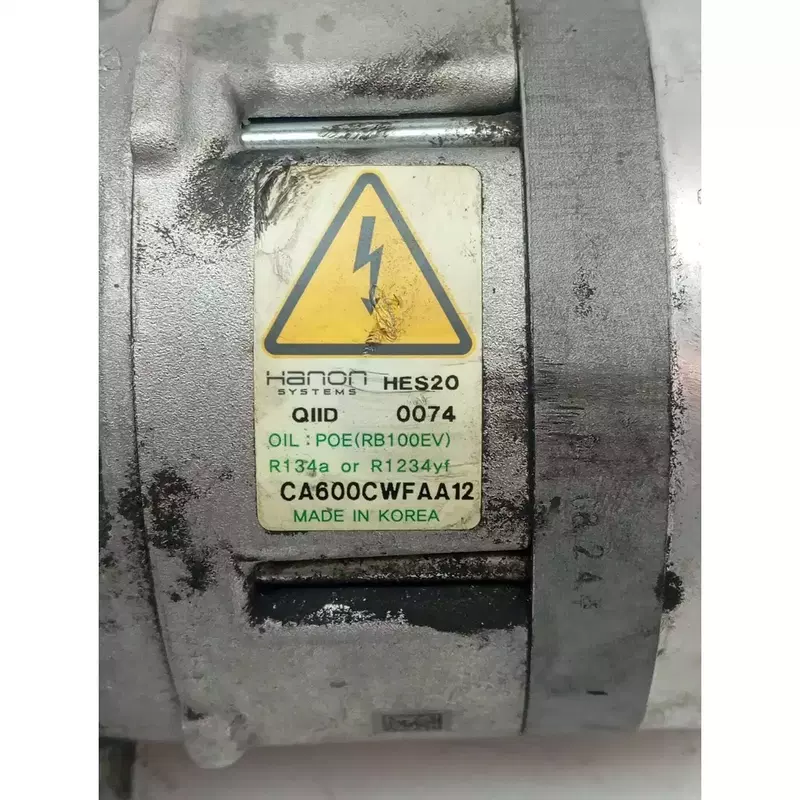 Hanon HES20
SYSTEMS
QIID 0074
OIL : POE(RB100EV)
R134a or R1234yf
CA600CWFAA12
MADE IN KOREA